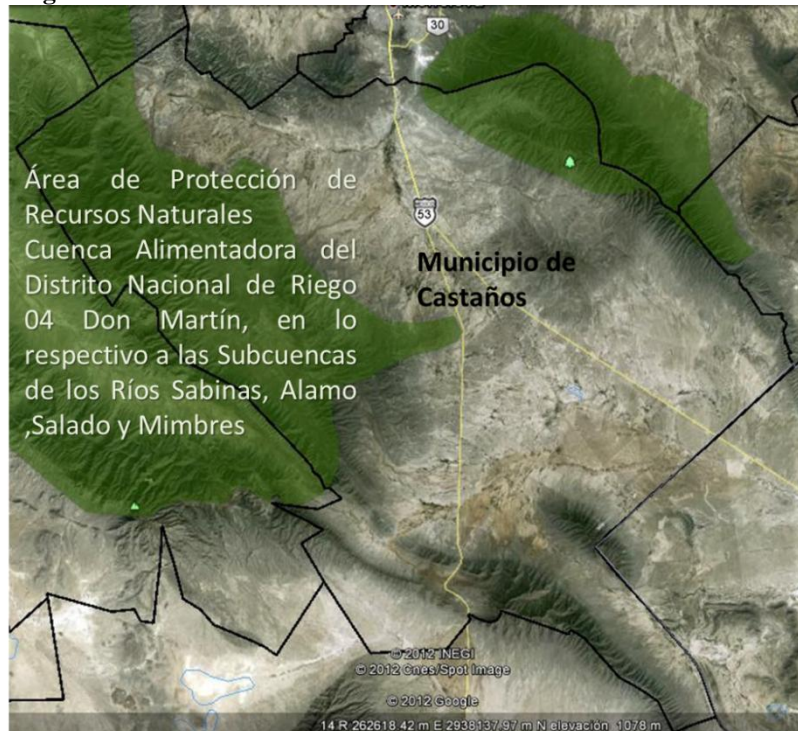 30
Área de Protección de
Recursos Naturales
Cuenca Alimentadora del
Distrito Nacional de Riego
04 Don Martín, en lo
respectivo a las Subcuencas
de los Ríos Sabinas, Alamo
,Salado y Mimbres
53
Municipio de
Castaños
© 2012 INEGI
© 2012 Cnes/Spot Image
© 2012 Google
14 R 262618.42 m E 2938137.97 m N elevación 1078 m